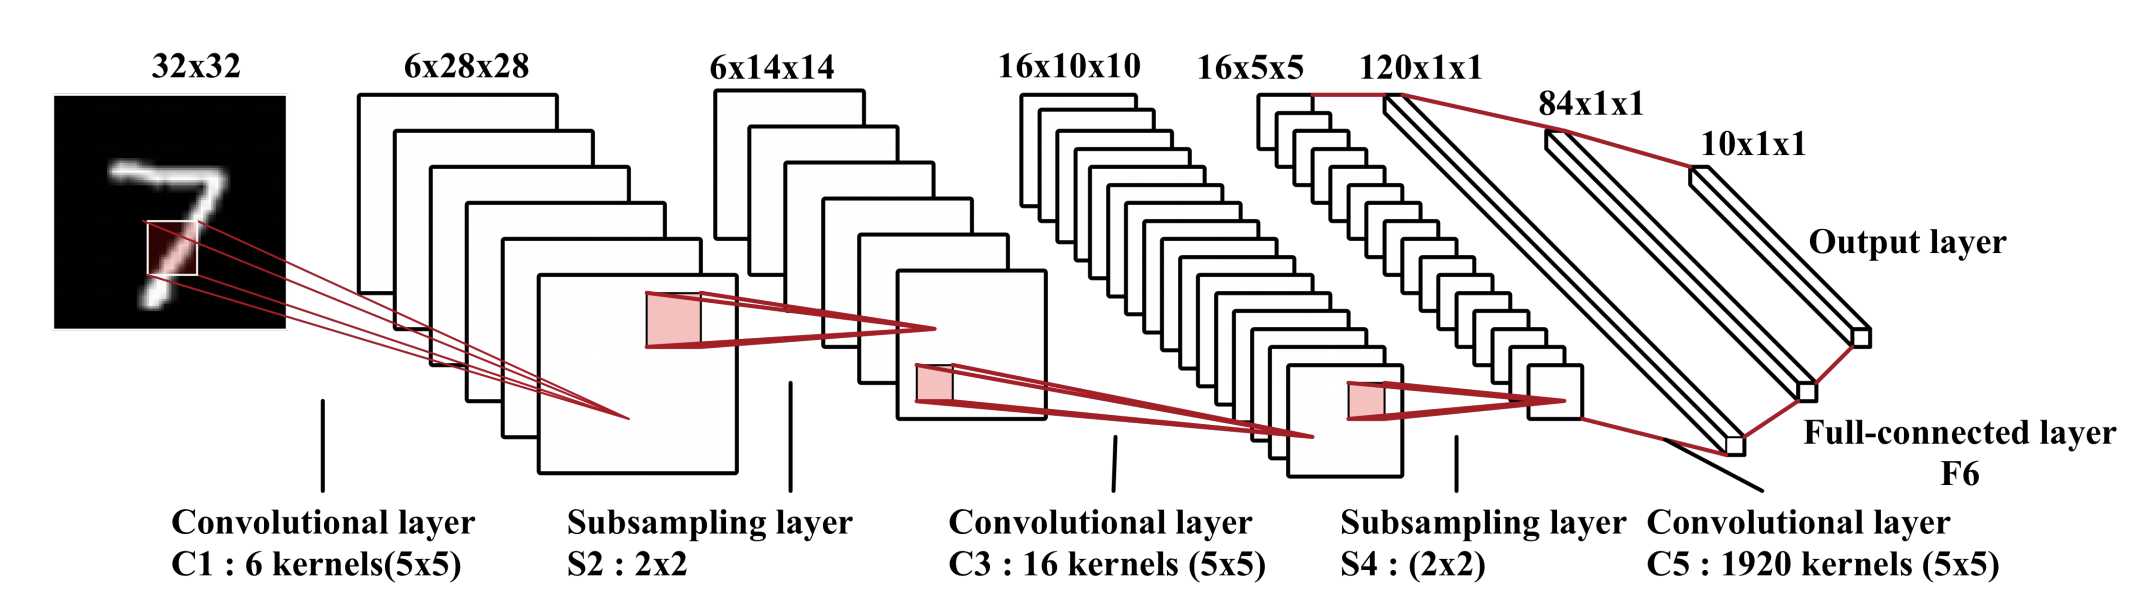 32x32
6x28x28
6x14x14
16x10x10
16x5x5
120x1x1
84x1x1
10x1x1
Output layer
Full-connected layer
F6
Convolutional layer
C1 : 6 kernels(5x5)
Subsampling layer
S2 : 2x2
Convolutional layer
C3 : 16 kernels (5x5)
Subsampling layer
S4 : (2x2)
Convolutional layer
C5 : 1920 kernels (5x5)